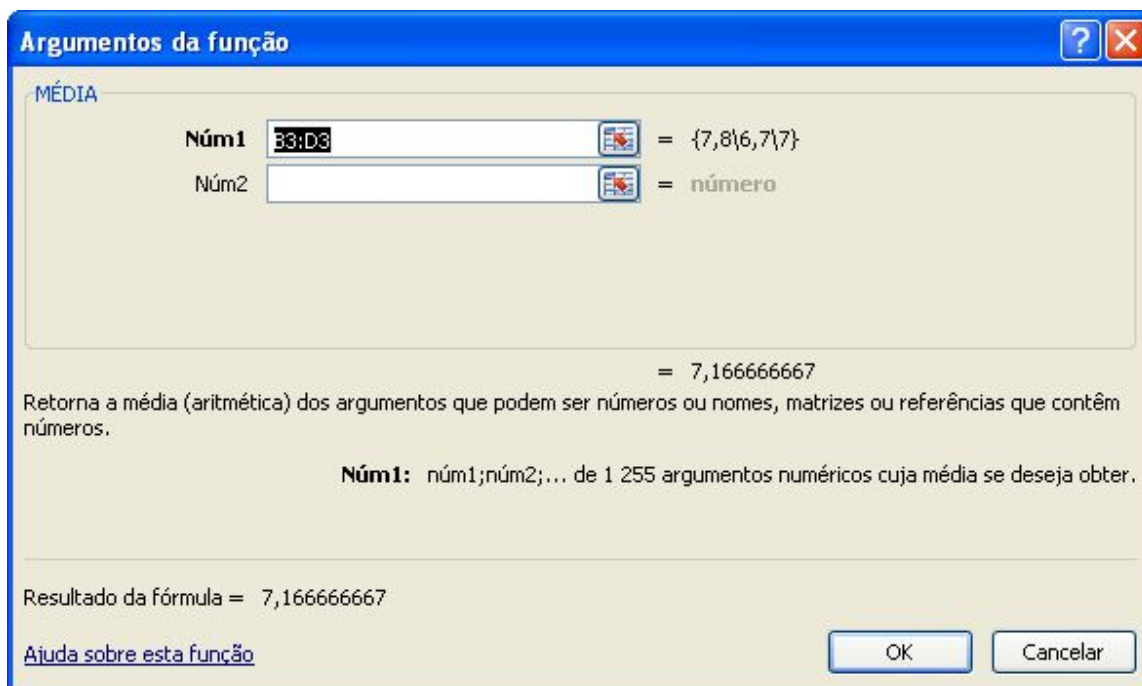 Argumentos da função
MÉDIA
Núm1 B3:D3 = {7,8\6,7\7}
Núm2 = número
= 7,166666667
Retorna a média (aritmética) dos argumentos que podem ser números ou nomes, matrizes ou referências que contêm
números.
Núm1: núm1;núm2;... de 1 255 argumentos numéricos cuja média se deseja obter.
Resultado da fórmula = 7,166666667
Ajuda sobre esta função
OK Cancelar